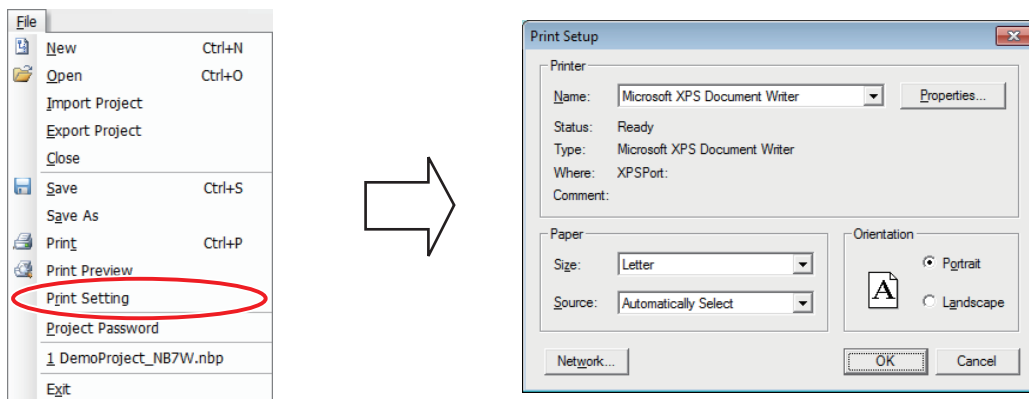 File
New Ctrl+N
Open Ctrl+O
Import Project
Export Project
Close
Save Ctrl+S
Save As
Print Ctrl+P
Print Preview
Print Setting
Project Password
1 DemoProject_NB7W.nbp
Exit
Print Setup
Printer
Name: Microsoft XPS Document Writer Properties...
Status: Ready
Type: Microsoft XPS Document Writer
Where: XPSPort:
Comment:
Paper
Size: Letter
Source: Automatically Select
Orientation
A
Portrait
Landscape
Network... OK Cancel